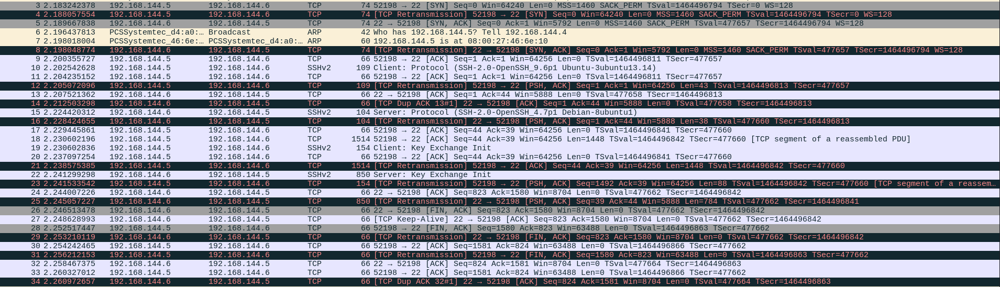 3 2.183242378 192.168.144.5 192.168.144.6 TCP 74 52198 → 22 [SYN] Seq=0 Win=64240 Len=0 MSS=1460 SACK_PERM TSval=1464496794 TSecr=0 WS=128
4 2.188057554 192.168.144.5 192.168.144.6 TCP 74 [TCP Retransmission] 52198 → 22 [SYN] Seq=0 Win=64240 Len=0 MSS=1460 SACK_PERM TSval=1464496794 TSecr=0 WS=128
5 2.189667838 192.168.144.6 192.168.144.5 TCP 74 22 → 52198 [SYN, ACK] Seq=0 Ack=1 Win=5792 Len=0 MSS=1460 SACK_PERM TSval=477657 TSecr=1464496794 WS=128
6 2.196437813 PCSSystemtec_d4:a0:… Broadcast ARP 42 Who has 192.168.144.5? Tell 192.168.144.4
7 2.198018004 PCSSystemtec_46:6e:… PCSSystemtec_d4:a0:… ARP 60 192.168.144.5 is at 08:00:27:46:6e:10
8 2.198048774 192.168.144.6 192.168.144.5 TCP 74 [TCP Retransmission] 22 → 52198 [SYN, ACK] Seq=0 Ack=1 Win=5792 Len=0 MSS=1460 SACK_PERM TSval=477657 TSecr=1464496794 WS=128
9 2.200355727 192.168.144.5 192.168.144.6 TCP 66 52198 → 22 [ACK] Seq=1 Ack=1 Win=64256 Len=0 TSval=1464496811 TSecr=477657
10 2.202542628 192.168.144.5 192.168.144.6 SSHv2 109 Client: Protocol (SSH-2.0-OpenSSH_9.6p1 Ubuntu-3ubuntu13.14)
11 2.204235152 192.168.144.5 192.168.144.6 TCP 66 52198 → 22 [ACK] Seq=1 Ack=1 Win=64256 Len=0 TSval=1464496811 TSecr=477657
12 2.205072096 192.168.144.5 192.168.144.6 TCP 109 [TCP Retransmission] 52198 → 22 [PSH, ACK] Seq=1 Ack=1 Win=64256 Len=43 TSval=1464496813 TSecr=477657
13 2.207521362 192.168.144.6 192.168.144.5 TCP 66 22 → 52198 [ACK] Seq=1 Ack=44 Win=5888 Len=0 TSval=477658 TSecr=1464496813
14 2.212503298 192.168.144.6 192.168.144.5 TCP 66 [TCP Dup ACK 13#1] 22 → 52198 [ACK] Seq=1 Ack=44 Win=5888 Len=0 TSval=477658 TSecr=1464496813
15 2.224420312 192.168.144.6 192.168.144.5 SSHv2 104 Server: Protocol (SSH-2.0-OpenSSH_4.7p1 Debian-8ubuntu1)
16 2.228424655 192.168.144.6 192.168.144.5 TCP 104 [TCP Retransmission] 22 → 52198 [PSH, ACK] Seq=1 Ack=44 Win=5888 Len=38 TSval=477660 TSecr=1464496813
17 2.229445861 192.168.144.5 192.168.144.6 TCP 66 52198 → 22 [ACK] Seq=44 Ack=39 Win=64256 Len=0 TSval=1464496841 TSecr=477660
18 2.230602196 192.168.144.5 192.168.144.6 TCP 1514 52198 → 22 [ACK] Seq=44 Ack=39 Win=64256 Len=1448 TSval=1464496842 TSecr=477660 [TCP segment of a reassembled PDU]
19 2.230602836 192.168.144.5 192.168.144.6 SSHv2 154 Client: Key Exchange Init
20 2.237097254 192.168.144.5 192.168.144.6 TCP 66 52198 → 22 [ACK] Seq=44 Ack=39 Win=64256 Len=0 TSval=1464496841 TSecr=477660
21 2.238575385 192.168.144.5 192.168.144.6 TCP 1514 [TCP Retransmission] 52198 → 22 [ACK] Seq=44 Ack=39 Win=64256 Len=1448 TSval=1464496842 TSecr=477660
22 2.241299298 192.168.144.6 192.168.144.5 SSHv2 850 Server: Key Exchange Init
23 2.241533542 192.168.144.5 192.168.144.6 TCP 154 [TCP Retransmission] 52198 → 22 [PSH, ACK] Seq=1492 Ack=39 Win=64256 Len=88 TSval=1464496842 TSecr=477660 [TCP segment of a reassem…
24 2.244007226 192.168.144.6 192.168.144.5 TCP 66 22 → 52198 [ACK] Seq=823 Ack=1580 Win=8704 Len=0 TSval=477662 TSecr=1464496842
25 2.245057227 192.168.144.6 192.168.144.5 TCP 850 [TCP Retransmission] 22 → 52198 [PSH, ACK] Seq=39 Ack=44 Win=5888 Len=784 TSval=477662 TSecr=1464496841
26 2.246513478 192.168.144.6 192.168.144.5 TCP 66 22 → 52198 [FIN, ACK] Seq=823 Ack=1580 Win=8704 Len=0 TSval=477662 TSecr=1464496842
27 2.248628993 192.168.144.6 192.168.144.5 TCP 66 [TCP Keep-Alive] 22 → 52198 [ACK] Seq=823 Ack=1580 Win=8704 Len=0 TSval=477662 TSecr=1464496842
28 2.252517447 192.168.144.5 192.168.144.6 TCP 66 52198 → 22 [FIN, ACK] Seq=1580 Ack=823 Win=63488 Len=0 TSval=1464496863 TSecr=477662
29 2.253210119 192.168.144.6 192.168.144.5 TCP 66 [TCP Retransmission] 22 → 52198 [FIN, ACK] Seq=823 Ack=1580 Win=8704 Len=0 TSval=477662 TSecr=1464496842
30 2.254242465 192.168.144.5 192.168.144.6 TCP 66 52198 → 22 [ACK] Seq=1581 Ack=824 Win=63488 Len=0 TSval=1464496866 TSecr=477662
31 2.256212153 192.168.144.5 192.168.144.6 TCP 66 [TCP Retransmission] 52198 → 22 [FIN, ACK] Seq=1580 Ack=823 Win=63488 Len=0 TSval=1464496863 TSecr=477662
32 2.258467375 192.168.144.6 192.168.144.5 TCP 66 22 → 52198 [ACK] Seq=824 Ack=1581 Win=8704 Len=0 TSval=477664 TSecr=1464496863
33 2.260327012 192.168.144.5 192.168.144.6 TCP 66 52198 → 22 [ACK] Seq=1581 Ack=824 Win=63488 Len=0 TSval=1464496866 TSecr=477662
34 2.260972657 192.168.144.6 192.168.144.5 TCP 66 [TCP Dup ACK 32#1] 22 → 52198 [ACK] Seq=824 Ack=1581 Win=8704 Len=0 TSval=477664 TSecr=1464496863